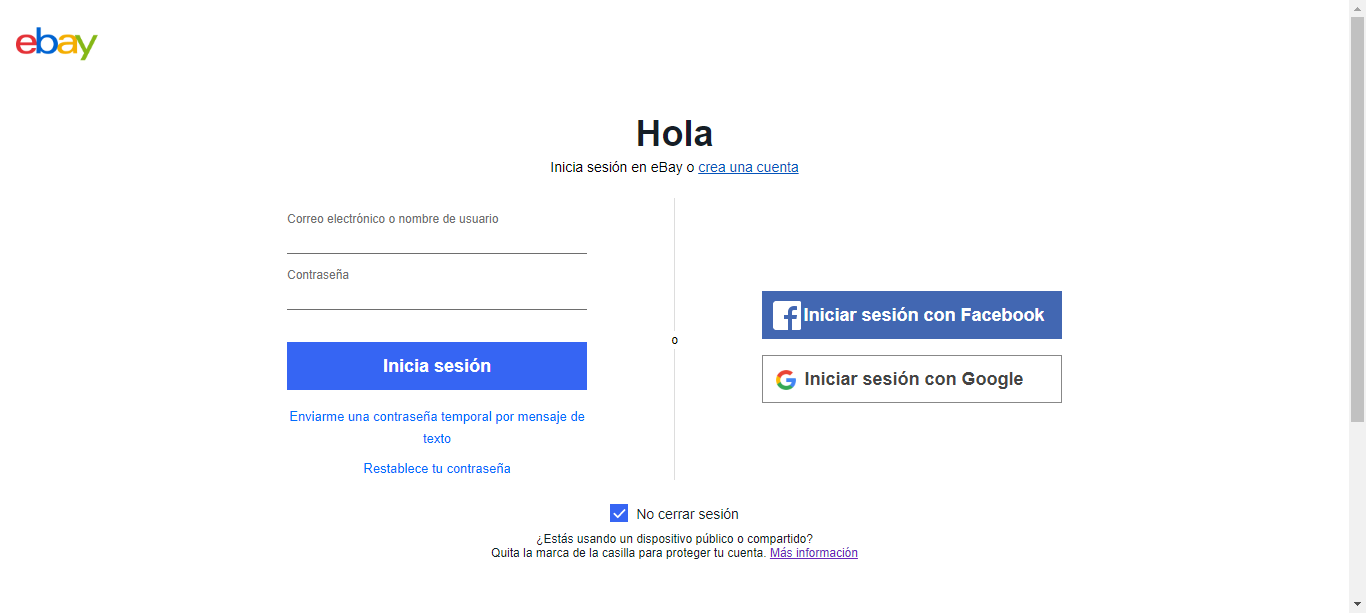 ebay
Hola
Inicia sesión en eBay o crea una cuenta
Correo electrónico o nombre de usuario
Contraseña
Inicia sesión
Enviarme una contraseña temporal por mensaje de
texto
Restablece tu contraseña
o
Iniciar sesión con Facebook
Iniciar sesión con Google
No cerrar sesión
¿Estás usando un dispositivo público o compartido?
Quita la marca de la casilla para proteger tu cuenta. Más información